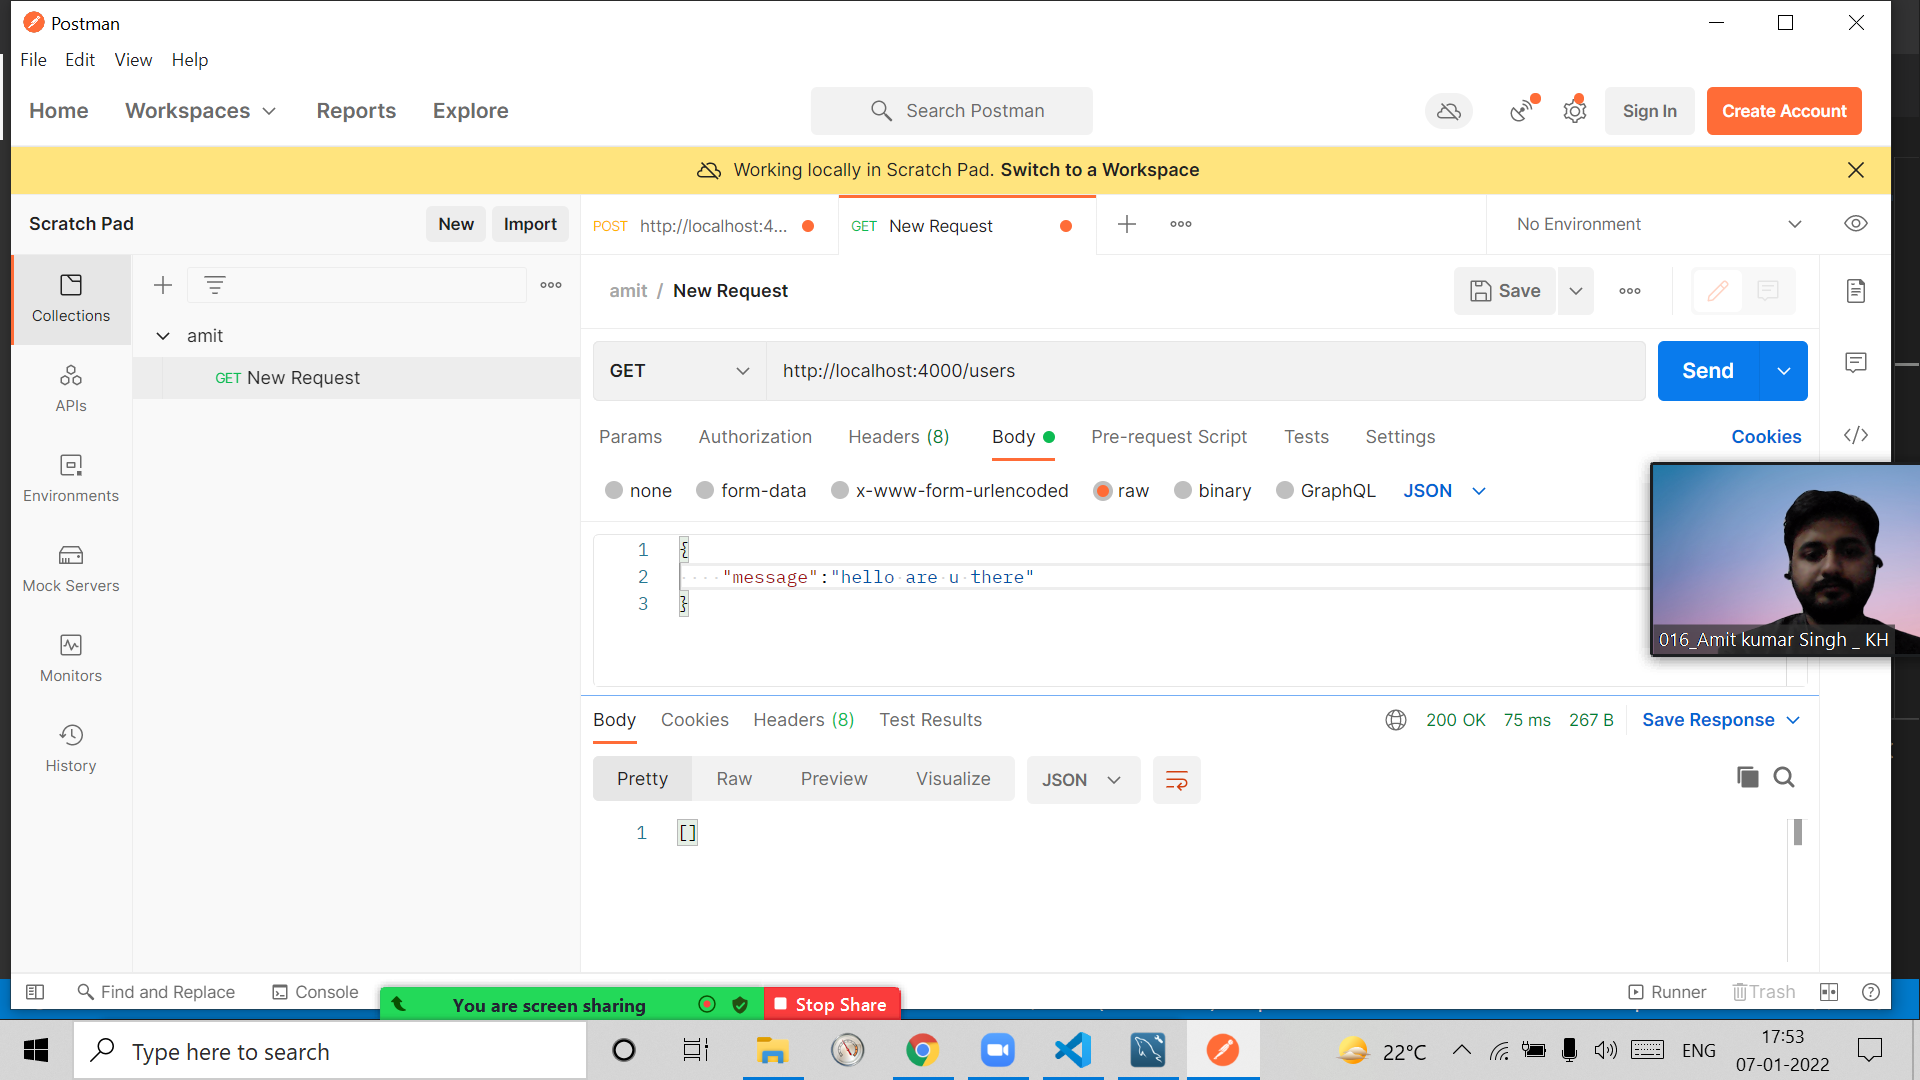 Postman
File Edit View Help
Home Workspaces Reports Explore Search Postman Sign In Create Account
Working locally in Scratch Pad. Switch to a Workspace
Scratch Pad New Import POST http://localhost:4... GET New Request No Environment
Collections
amit / New Request Save
amit
GET New Request
GET http://localhost:4000/users Send
APIs
Params Authorization Headers (8) Body Pre-request Script Tests Settings Cookies
Environments
none form-data x-www-form-urlencoded raw binary GraphQL JSON
1 {
2 "message":"hello are u there"
3 }
Mock Servers
016_Amit kumar Singh _ KH
Monitors
Body Cookies Headers (8) Test Results 200 OK 75 ms 267 B Save Response
History
Pretty Raw Preview Visualize JSON
1 []
Find and Replace Console Runner Trash
You are screen sharing Stop Share
Type here to search 22°C ENG 17:53
07-01-2022